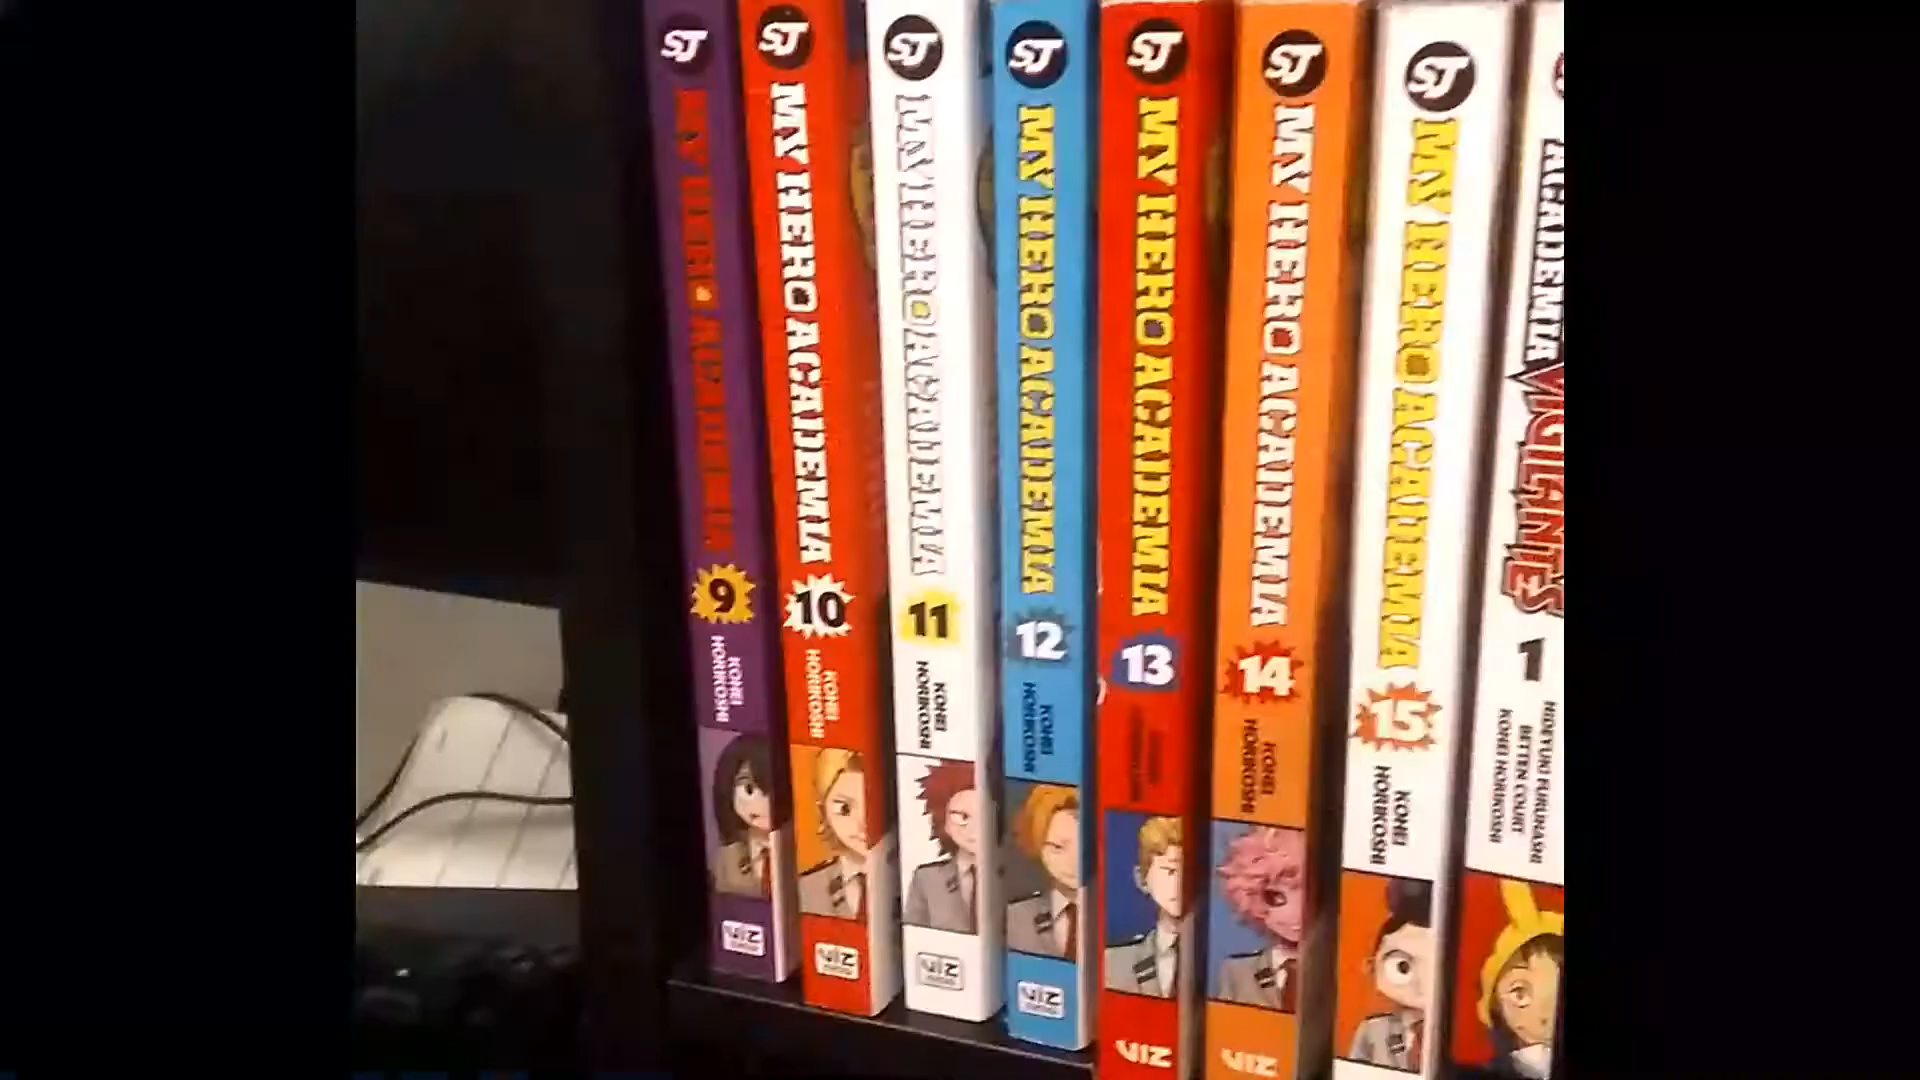 SJ
MY HERO ACADEMIA
9
KOHEI
HORIKOSHI
VIZ
SJ
MY HERO ACADEMIA
10
KOHEI
HORIKOSHI
VIZ
SJ
MY HERO ACADEMIA
11
KOHEI
HORIKOSHI
VIZ
SJ
MY HERO ACADEMIA
12
KOHEI
HORIKOSHI
VIZ
SJ
MY HERO ACADEMIA
13
VIZ
SJ
MY HERO ACADEMIA
14
KOHEI
HORIKOSHI
VIZ
SJ
MY HERO ACADEMIA
15
KOHEI
HORIKOSHI
ACADEMIA
VIGILANTES
1
HIDEYUKI FURUHASHI
BETTEN COURT
KOHEI HORIKOSHI